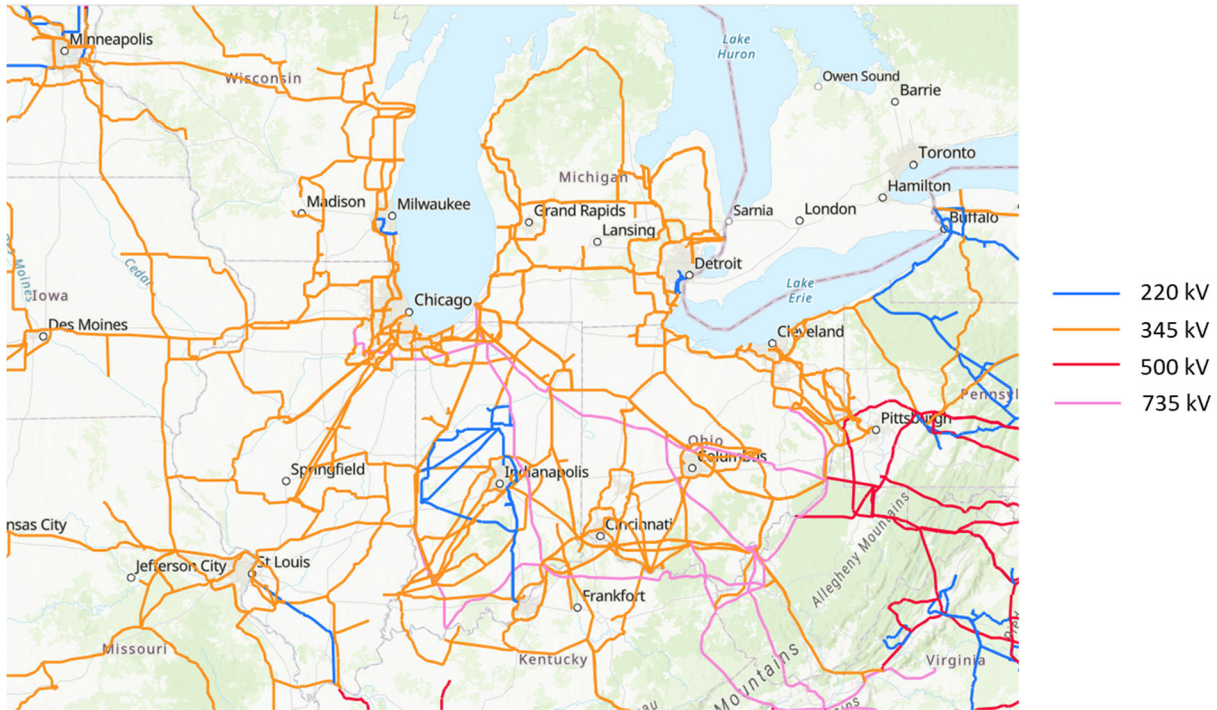 Minneapolis
Wisconsin
Lake
Huron
Owen Sound
Barrie
Toronto
Hamilton
Michigan
Madison
Milwaukee
Grand Rapids
Lansing
Sarnia
London
Buffalo
Detroit
Lake
Erie
Moines
Cedar
Iowa
Chicago
Des Moines
Cleveland
220 kV
345 kV
500 kV
735 kV
Pennsyl
Pittsburgh
Ohio
Columbus
Springfield
Indianapolis
nsas City
Cincinnati
Jefferson City
St Louis
Frankfort
Allegheny Mountains
Missouri
Kentucky
Mountains
Virginia